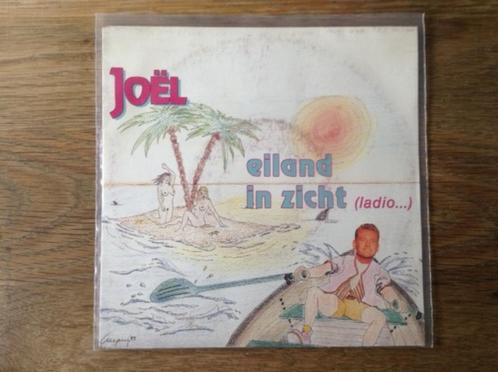 JOËL
eiland
in zicht (ladio...)